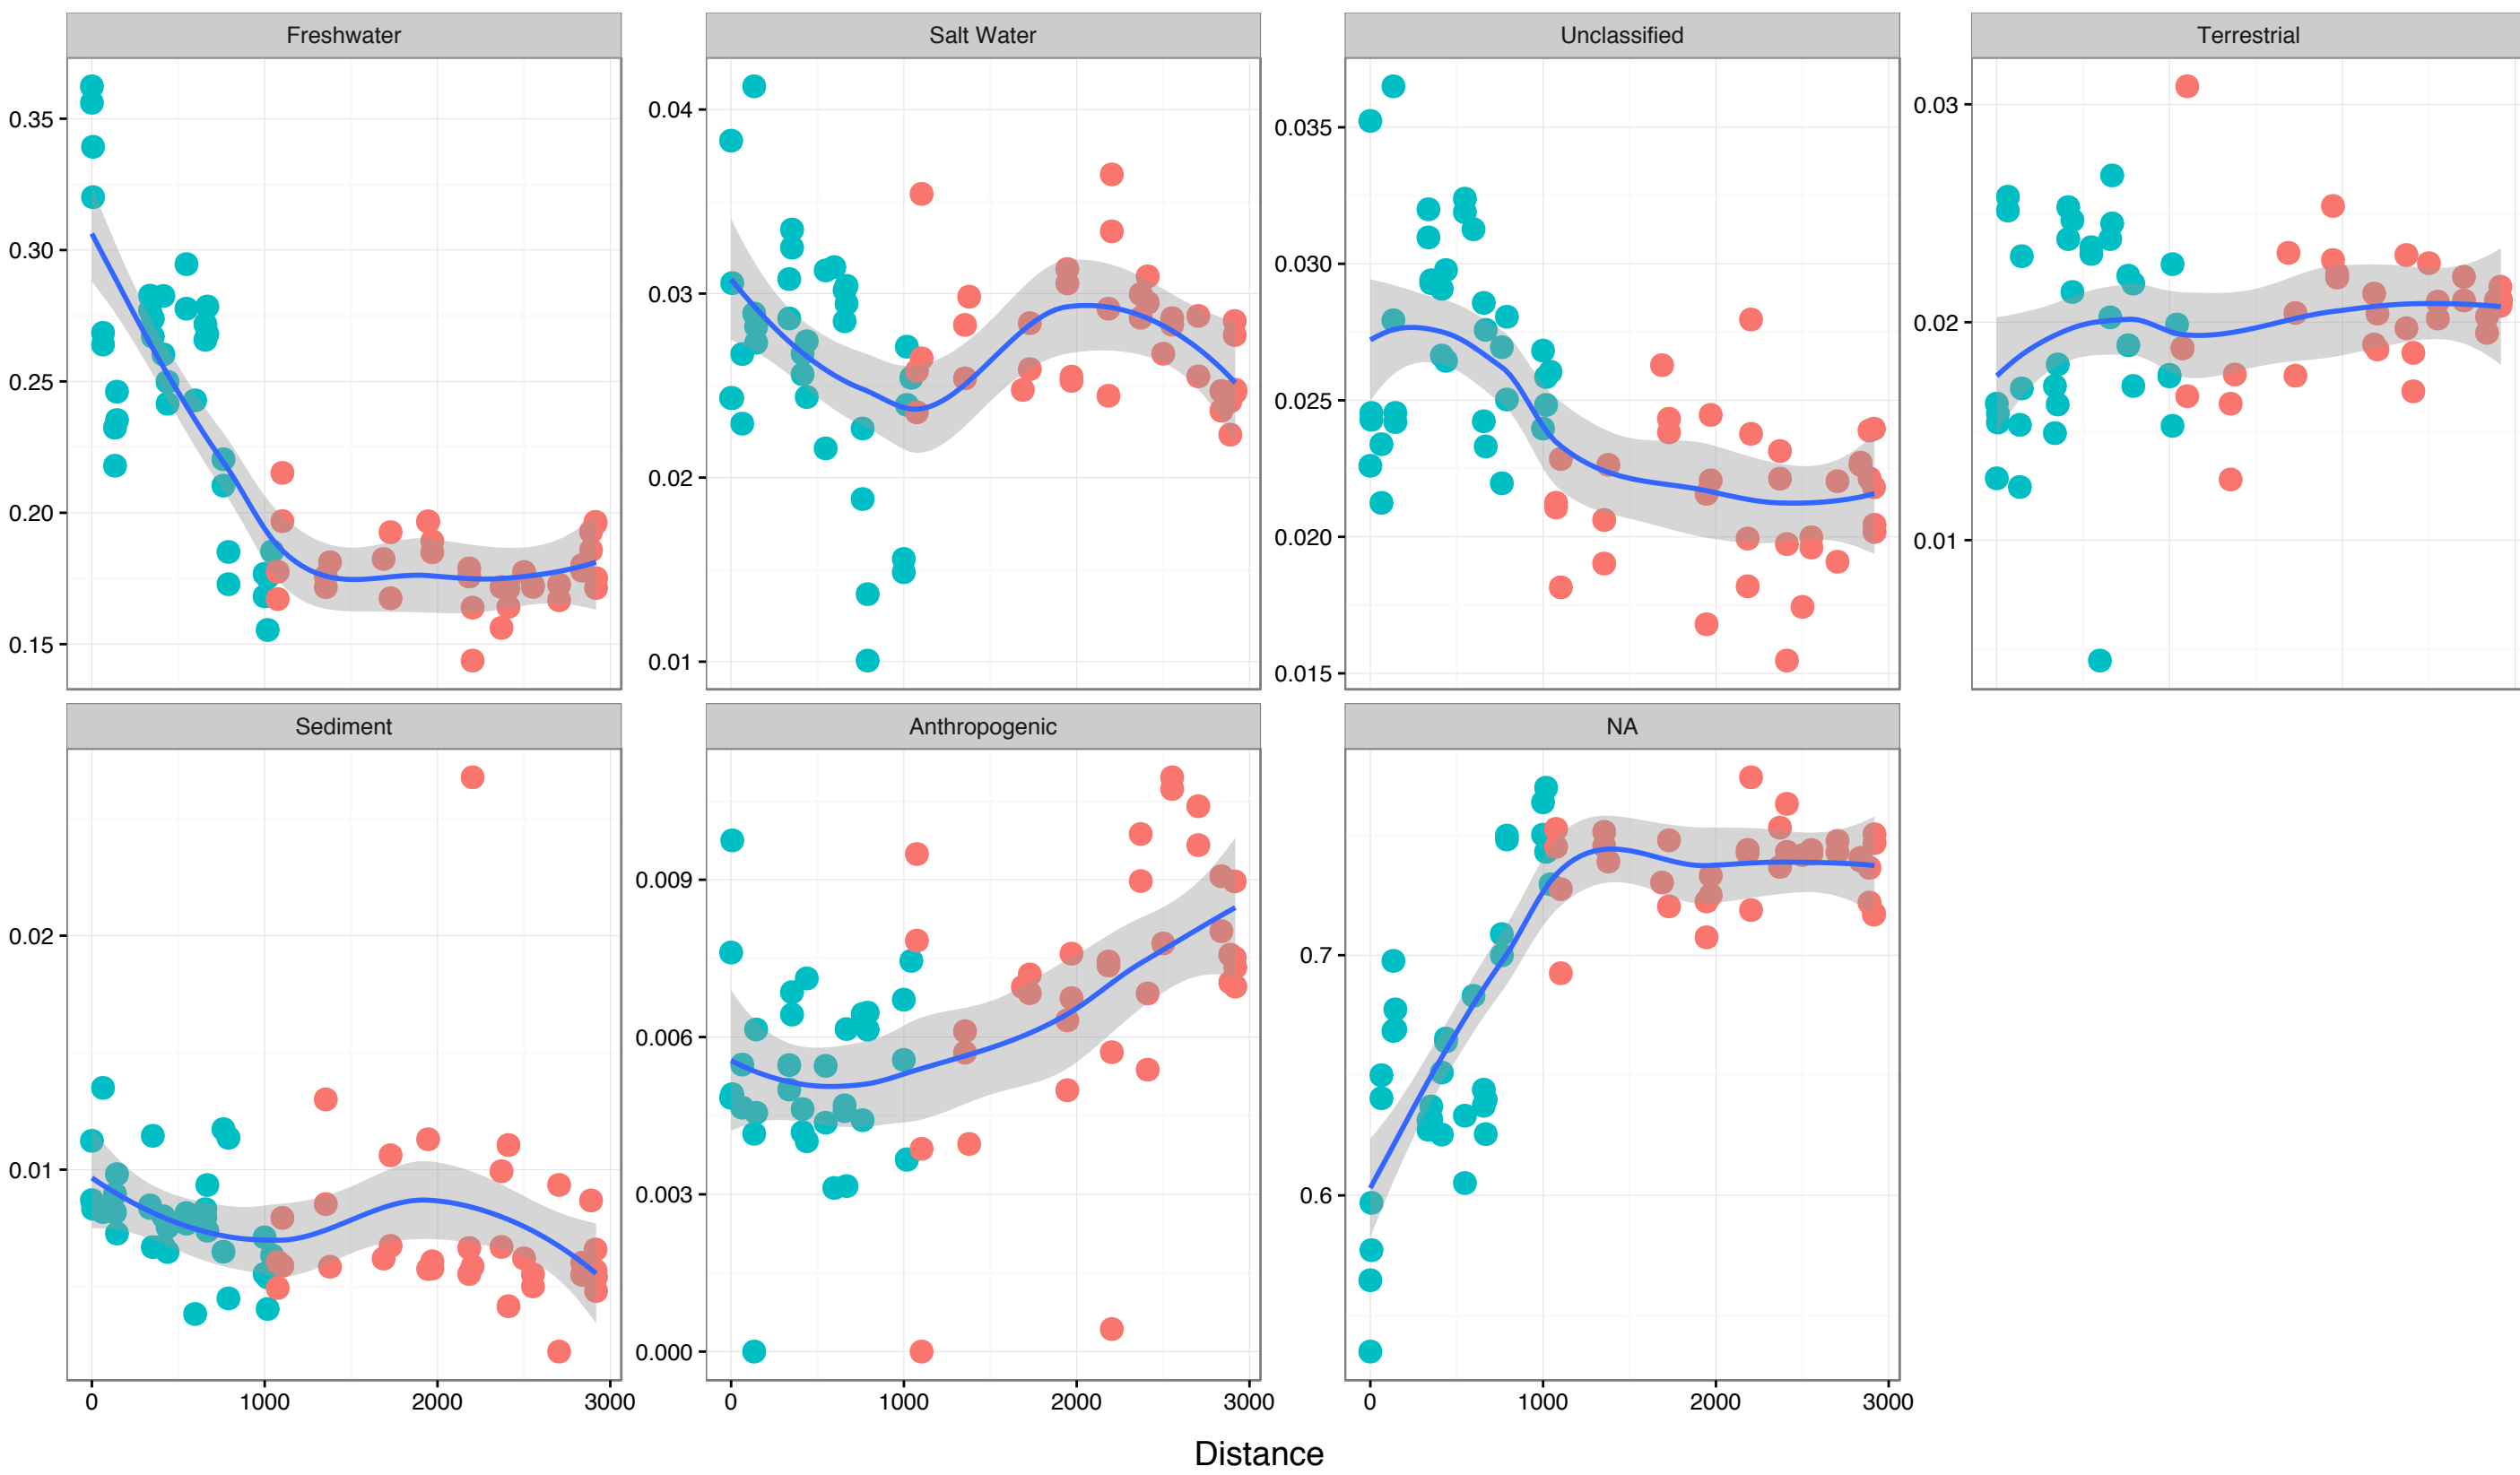 Freshwater Salt Water Unclassified Terrestrial
0.35 0.04 0.035 0.03
0.30 0.03 0.030 0.02
0.25 0.02 0.025 0.01
0.20 0.01 0.020
0.15 0.015
Sediment Anthropogenic NA
0.02 0.009 0.7
0.01 0.006 0.6
0.003
0.000
0 1000 2000 3000 0 1000 2000 3000 0 1000 2000 3000
Distance